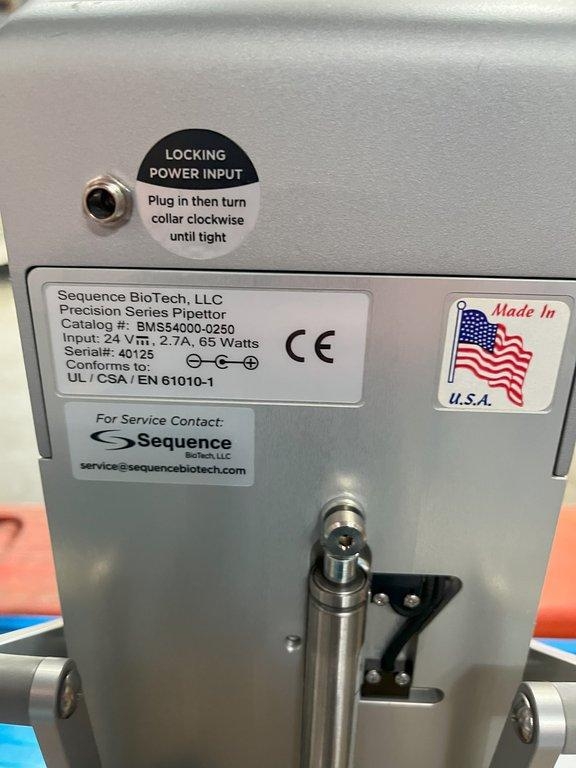 LOCKING
POWER INPUT
Plug in then turn
collar clockwise
until tight
Sequence BioTech, LLC
Precision Series Pipettor
Catalog #: BMS54000-0250
Input: 24 V⎓, 2.7A, 65 Watts
Serial#: 40125
Conforms to:
UL / CSA / EN 61010-1
CE
Made In
U.S.A.
For Service Contact:
Sequence
BioTech, LLC
service@sequencebiotech.com